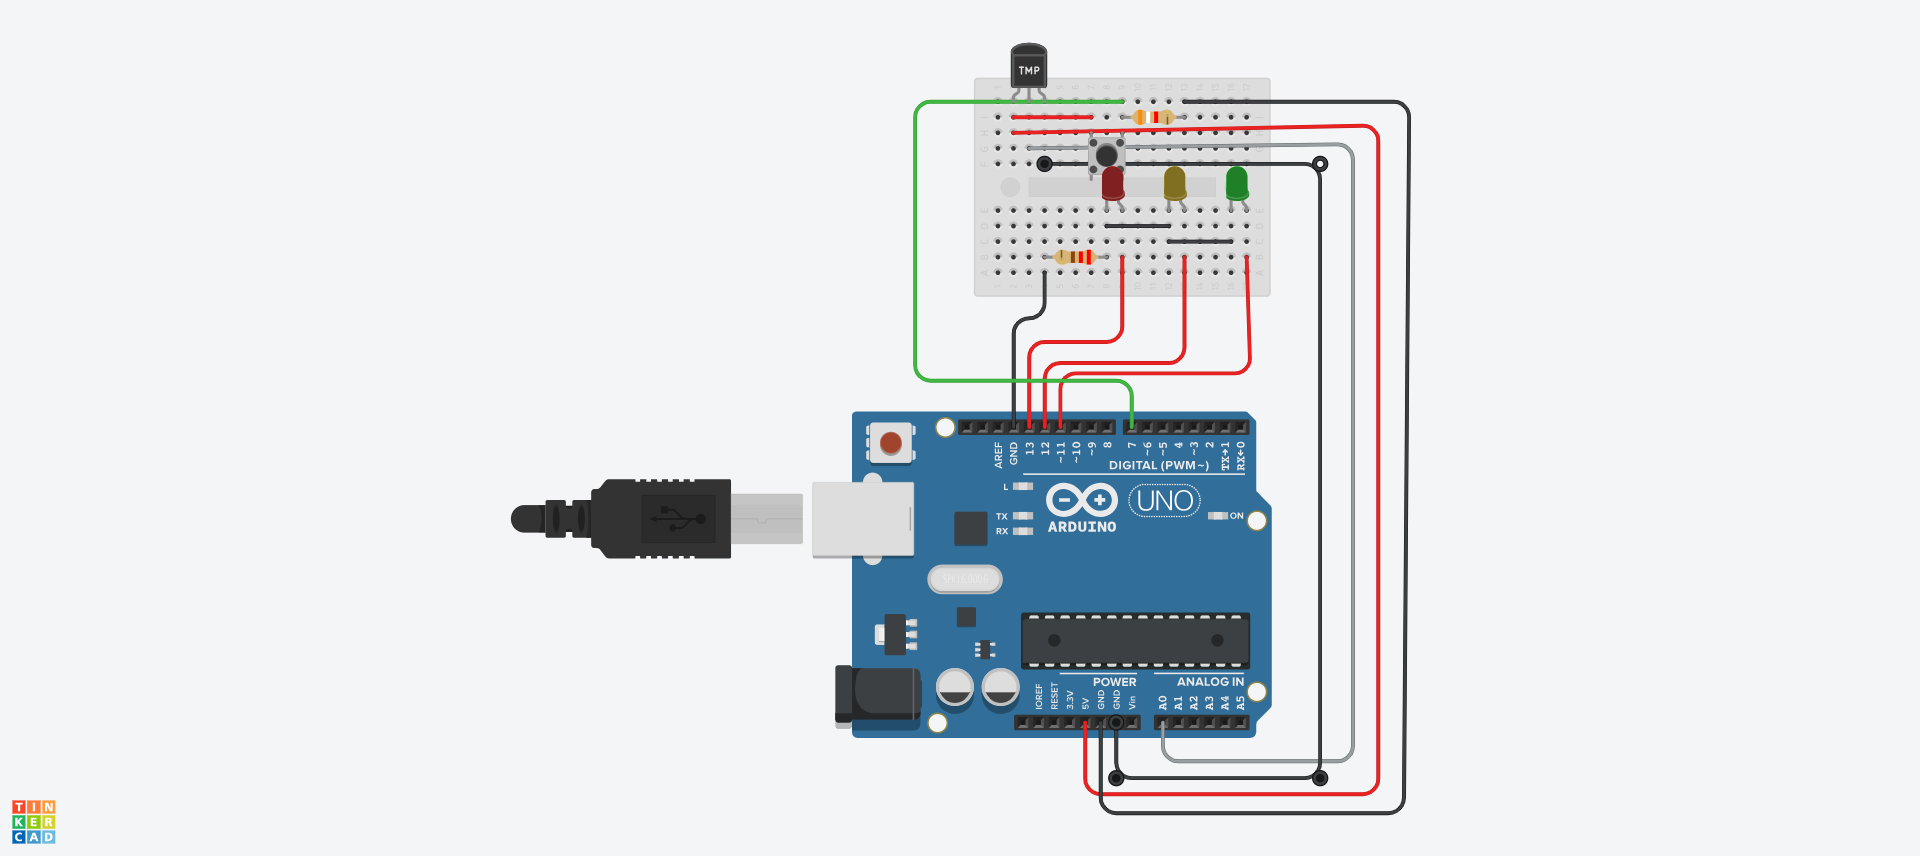 TMP
AREF
GND
13
12
~11
~10
~9
8
7
~6
~5
4
~3
2
TX→1
RX←0
DIGITAL (PWM~)
L
TX
RX
ARDUINO
UNO
ON
POWER
ANALOG IN
IOREF
RESET
3.3V
5V
GND
GND
Vin
A0
A1
A2
A3
A4
A5
TIN
KER
CAD